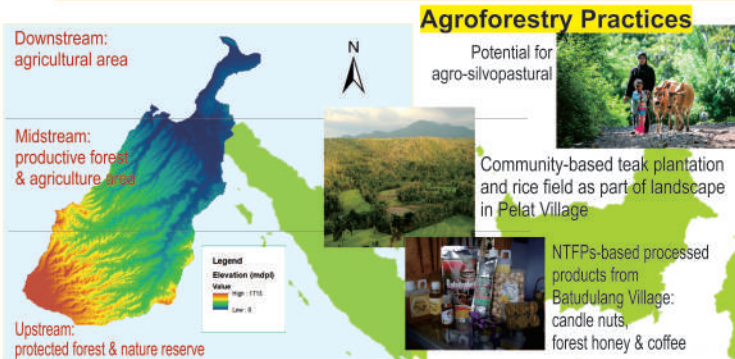 Agroforestry Practices
Downstream:
agricultural area
N
Potential for
agro-silvopastural
Midstream:
productive forest
& agriculture area
Community-based teak plantation
and rice field as part of landscape
in Pelat Village
Legend
Elevation (mdpl)
Value
High : 1715
Low : 0
NTFPs-based processed
products from
Batudulang Village:
candle nuts,
forest honey & coffee
Upstream:
protected forest & nature reserve